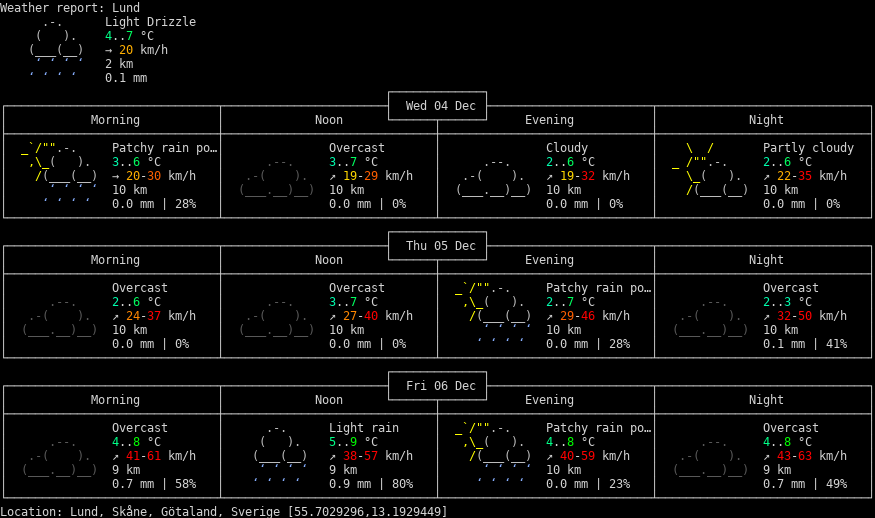 Weather report: Lund
Light Drizzle
4..7 °C
→ 20 km/h
2 km
0.1 mm
Wed 04 Dec
Morning Noon Evening Night
Patchy rain po… Overcast Cloudy Partly cloudy
3..6 °C 3..7 °C 2..6 °C 2..6 °C
→ 20-30 km/h ↗ 19-29 km/h ↗ 19-32 km/h ↗ 22-35 km/h
10 km 10 km 10 km 10 km
0.0 mm | 28% 0.0 mm | 0% 0.0 mm | 0% 0.0 mm | 0%
Thu 05 Dec
Morning Noon Evening Night
Overcast Overcast Patchy rain po… Overcast
2..6 °C 3..7 °C 2..7 °C 2..3 °C
↗ 24-37 km/h ↗ 27-40 km/h ↗ 29-46 km/h ↗ 32-50 km/h
10 km 10 km 10 km 10 km
0.0 mm | 0% 0.0 mm | 0% 0.0 mm | 28% 0.1 mm | 41%
Fri 06 Dec
Morning Noon Evening Night
Overcast Light rain Patchy rain po… Overcast
4..8 °C 5..9 °C 4..8 °C 4..8 °C
↗ 41-61 km/h ↗ 38-57 km/h ↗ 40-59 km/h ↗ 43-63 km/h
9 km 9 km 10 km 9 km
0.7 mm | 58% 0.9 mm | 80% 0.0 mm | 23% 0.7 mm | 49%
Location: Lund, Skåne, Götaland, Sverige [55.7029296,13.1929449]